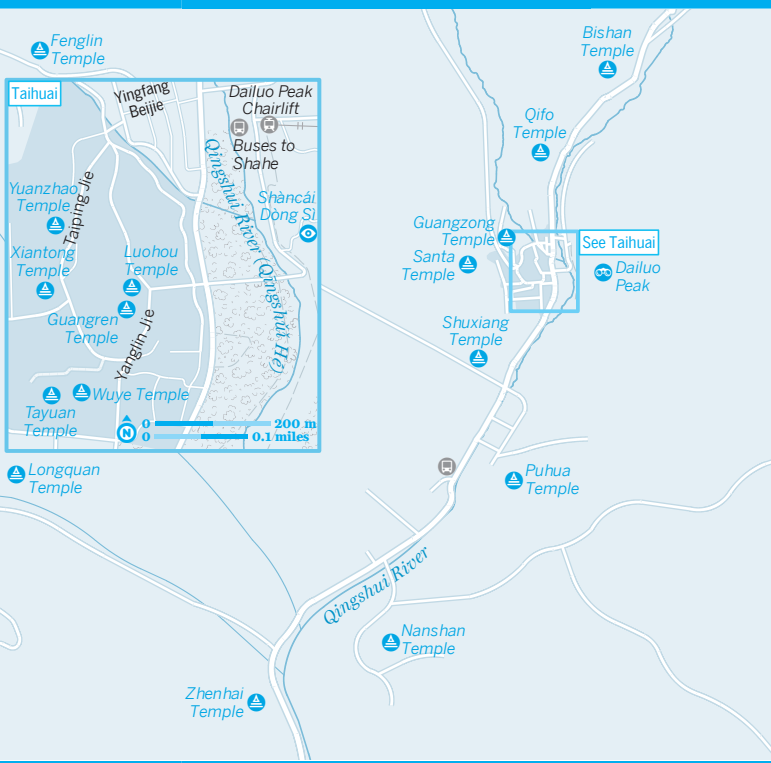 Fenglin
Temple
Bishan
Temple
Taihuai
Yingfang
Beijie
Dailuo Peak
Chairlift
Buses to
Shahe
Qifo
Temple
Yuanzhao
Temple
Taiping Jie
Qingshui River (Qingshuǐ Hé)
Shàncái
Dòng Sì
Xiantong
Temple
Luohou
Temple
Guangren
Temple
Yanglin Jie
Wuye Temple
Tayuan
Temple
N
0 200 m
0 0.1 miles
Guangzong
Temple
Santa
Temple
See Taihuai
Dailuo
Peak
Shuxiang
Temple
Longquan
Temple
Puhua
Temple
Qingshui River
Nanshan
Temple
Zhenhai
Temple